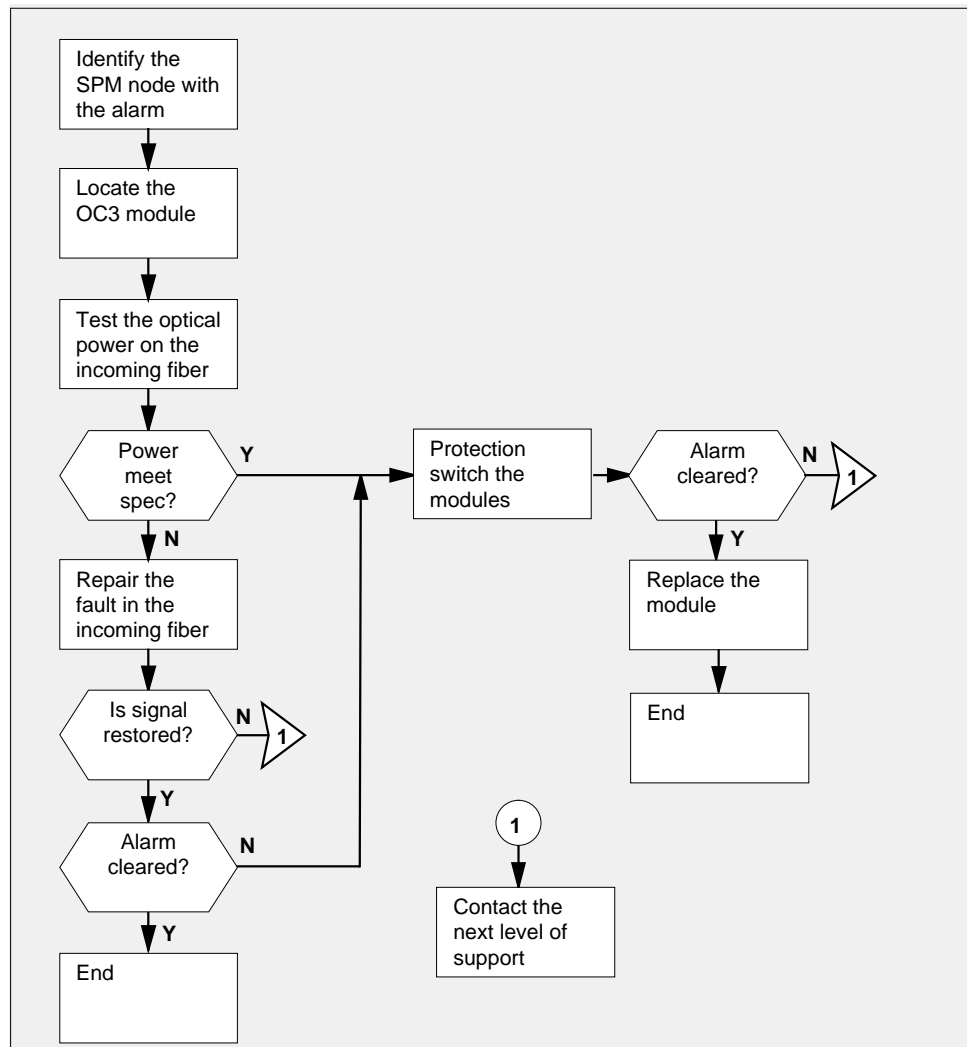 Identify the
SPM node with
the alarm
Locate the
OC3 module
Test the optical
power on the
incoming fiber
Power
meet
spec?
Y
N
Protection
switch the
modules
Alarm
cleared?
N
1
Y
Replace the
module
End
Repair the
fault in the
incoming fiber
Is signal
restored?
N
1
Y
Alarm
cleared?
N
Y
End
1
Contact the
next level of
support